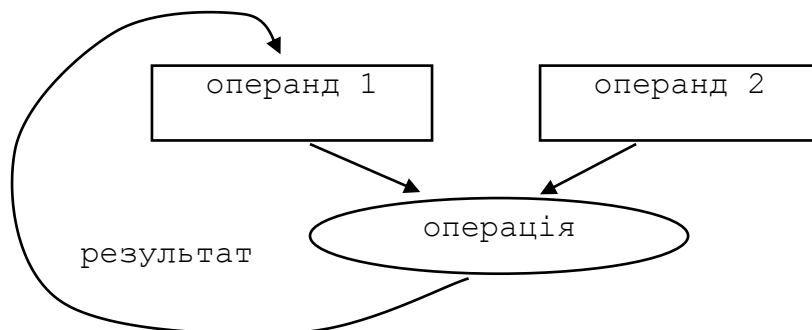 операнд 1
операнд 2
операція
результат